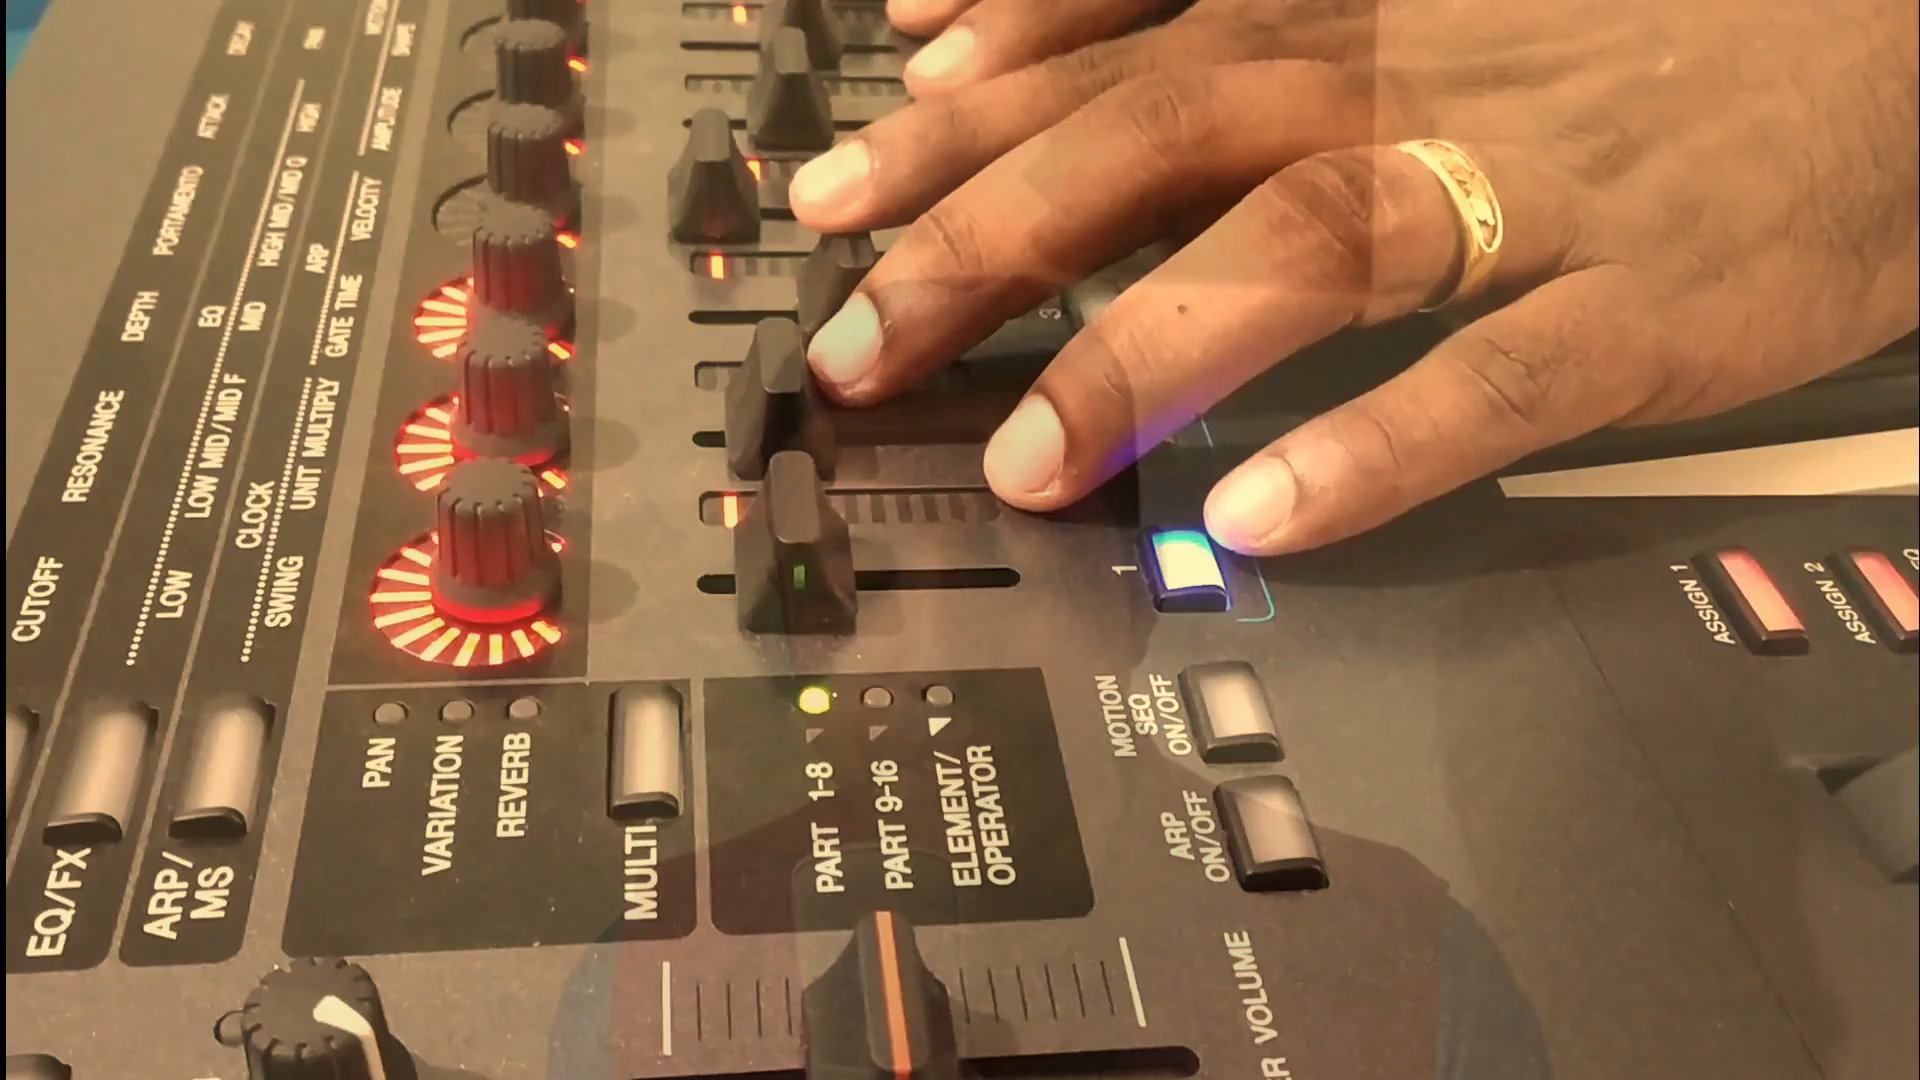 CUTOFF
RESONANCE
DEPTH
PORTAMENTO
ATTACK
DECAY
LOW
LOW MID/MID F
EQ
MID
HIGH MID/MID Q
HIGH
PAN
SWING
CLOCK
UNIT MULTIPLY
GATE TIME
ARP
VELOCITY
AMPLITUDE
SHAPE
EQ/FX
ARP/
MS
PAN
VARIATION
REVERB
MULTI
PART 1-8
PART 9-16
ELEMENT/
OPERATOR
1
3
MOTION
SEQ
ON/OFF
ARP
ON/OFF
ER VOLUME
ASSIGN 1
ASSIGN 2